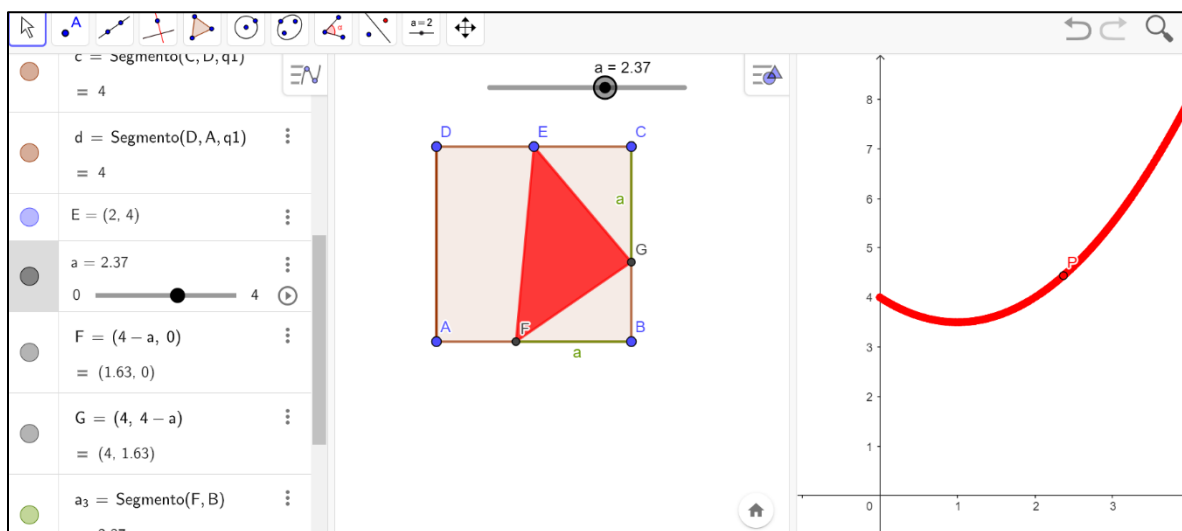 A
a=2
c = Segmento(C, D, q1)
= 4
d = Segmento(D, A, q1)
= 4
E = (2, 4)
a = 2.37
0 4
F = (4 − a, 0)
= (1.63, 0)
G = (4, 4 − a)
= (4, 1.63)
a₃ = Segmento(F, B)
a = 2.37
D E C
a
G
A F B
a
8
7
6
5
P
4
3
2
1
0 1 2 3